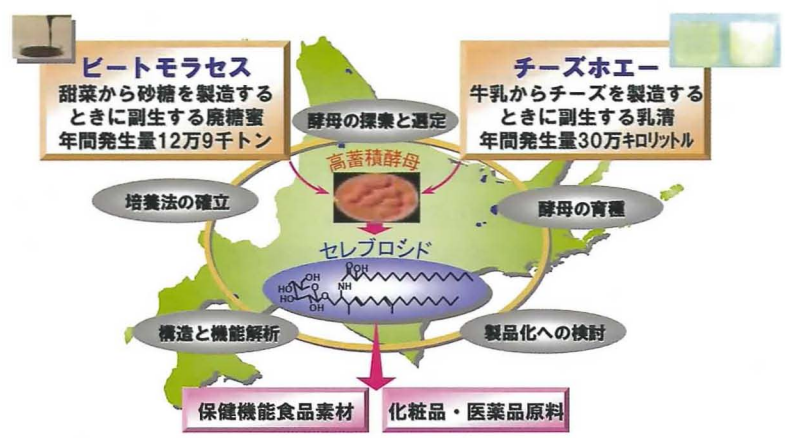 ビートモラセス
甜菜から砂糖を製造する
ときに副生する廃糖蜜
年間発生量12万9千トン
チーズホエー
牛乳からチーズを製造する
ときに副生する乳清
年間発生量30万キロリットル
酵母の探索と選定
高蓄積酵母
培養法の確立
酵母の育種
セレブロシド
OH
HO
O
OH
HO
O
OH
O
OH
NH
構造と機能解析
製品化への検討
保健機能食品素材
化粧品・医薬品原料